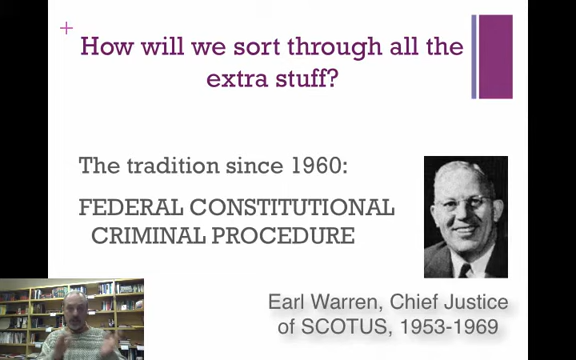 +
How will we sort through all the
extra stuff?
The tradition since 1960:
FEDERAL CONSTITUTIONAL
CRIMINAL PROCEDURE
Earl Warren, Chief Justice
of SCOTUS, 1953-1969